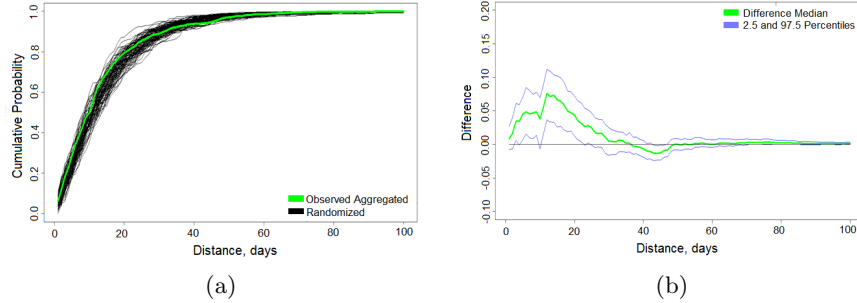 1.0
0.8
0.6
0.4
0.2
0.0
Cumulative Probability
Observed Aggregated
Randomized
0 20 40 60 80 100
Distance, days
(a)
0.20
0.15
0.10
0.05
0.00
-0.05
-0.10
Difference
Difference Median
2.5 and 97.5 Percentiles
0 20 40 60 80 100
Distance, days
(b)